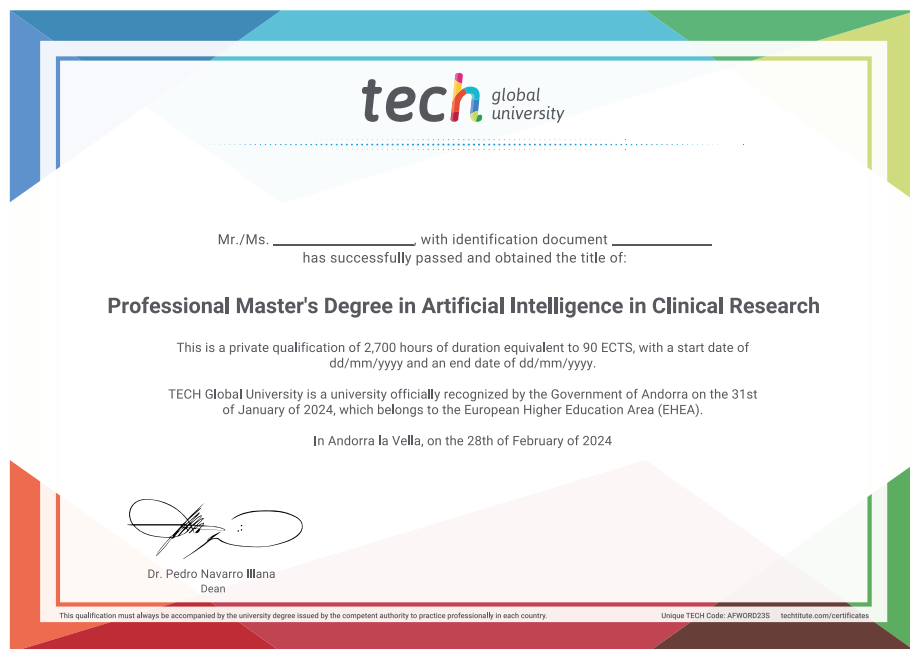 tech global
university
Mr./Ms. ____________, with identification document ____________
has successfully passed and obtained the title of:
Professional Master's Degree in Artificial Intelligence in Clinical Research
This is a private qualification of 2,700 hours of duration equivalent to 90 ECTS, with a start date of
dd/mm/yyyy and an end date of dd/mm/yyyy.
TECH Global University is a university officially recognized by the Government of Andorra on the 31st
of January of 2024, which belongs to the European Higher Education Area (EHEA).
In Andorra la Vella, on the 28th of February of 2024
Dr. Pedro Navarro Illana
Dean
This qualification must always be accompanied by the university degree issued by the competent authority to practice professionally in each country.
Unique TECH Code: AFWORD23S techtitute.com/certificates